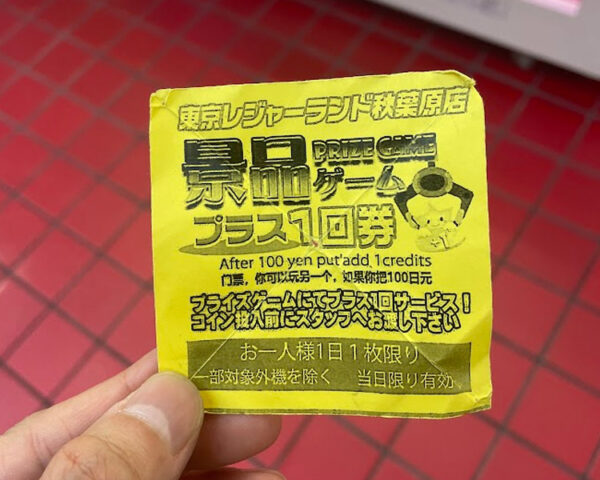 東京レジャーランド秋葉原店
景品 PRIZE GAME
ゲーム
プラス1回券
After 100 yen put'add,1credits
门票，你可以玩另一个，如果你把100日元
プライズゲームにてプラス1回サービス！
コイン投入前にスタッフへお渡し下さい
お一人様1日1枚限り
一部対象外機を除く 当日限り有効